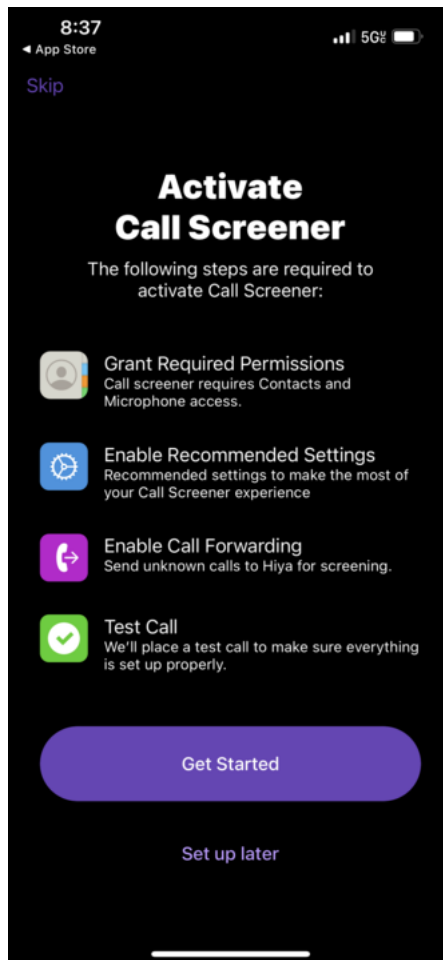 8:37
5G
◀ App Store
Skip
Activate
Call Screener
The following steps are required to
activate Call Screener:
Grant Required Permissions
Call screener requires Contacts and
Microphone access.
Enable Recommended Settings
Recommended settings to make the most of
your Call Screener experience
Enable Call Forwarding
Send unknown calls to Hiya for screening.
Test Call
We'll place a test call to make sure everything
is set up properly.
Get Started
Set up later